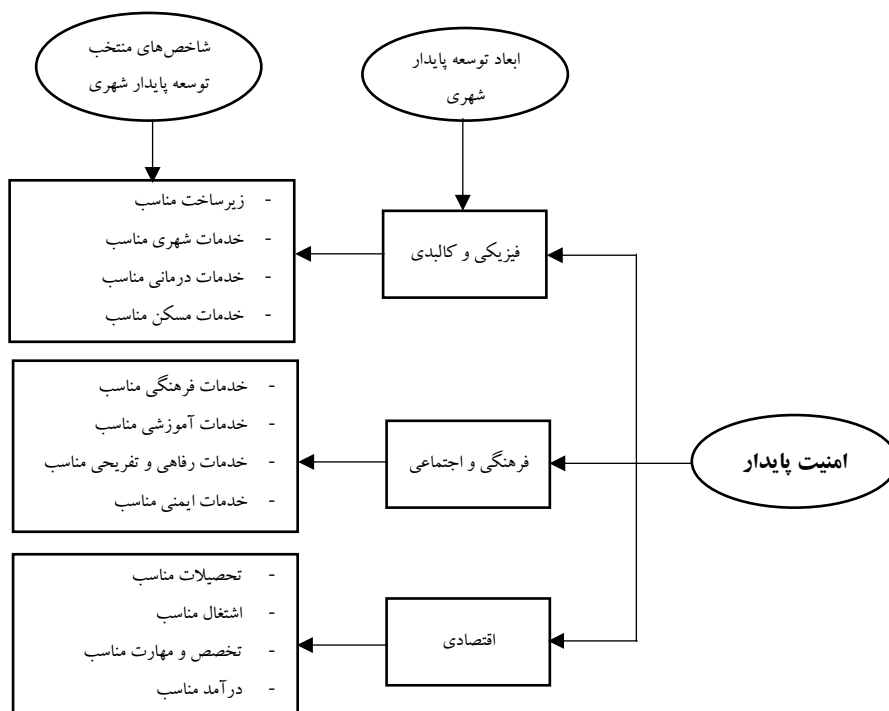 ابعاد توسعه پایدار
شهری
شاخص‌های منتخب
توسعه پایدار شهری
امنیت پایدار
فیزیکی و کالبدی
- زیرساخت مناسب
- خدمات شهری مناسب
- خدمات درمانی مناسب
- خدمات مسکن مناسب
فرهنگی و اجتماعی
- خدمات فرهنگی مناسب
- خدمات آموزشی مناسب
- خدمات رفاهی و تفریحی مناسب
- خدمات ایمنی مناسب
اقتصادی
- تحصیلات مناسب
- اشتغال مناسب
- تخصص و مهارت مناسب
- درآمد مناسب